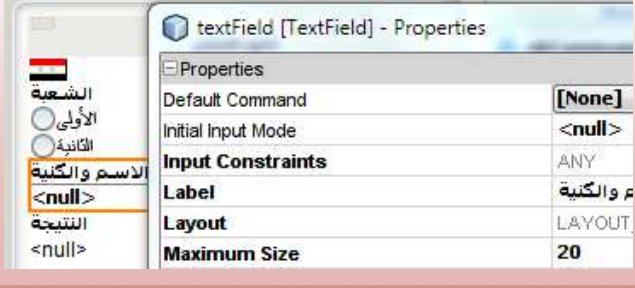 textField [TextField] - Properties
Properties
Default Command [None]
Initial Input Mode <null>
Input Constraints ANY
Label م والكنية
Layout LAYOUT_
Maximum Size 20
الشعبة
الأولى
الثانية
الاسم والكنية
<null>
النتيجة
<null>